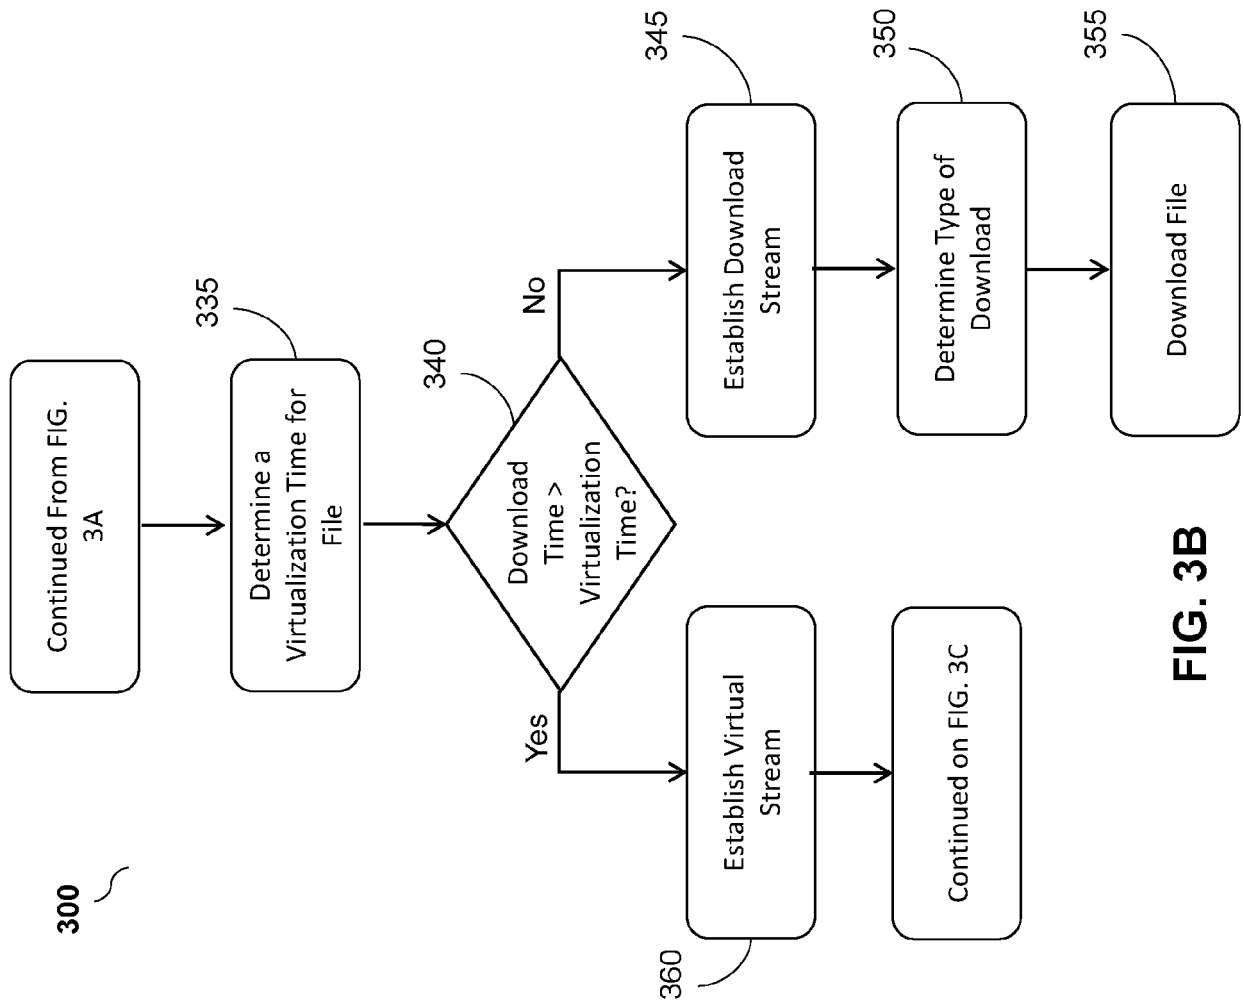 300
Continued From FIG.
3A
335
Determine a
Virtualization Time for
File
340
Download
Time >
Virtualization
Time?
Yes
No
360
Establish Virtual
Stream
Continued on FIG. 3C
345
Establish Download
Stream
350
Determine Type of
Download
355
Download File
FIG. 3B